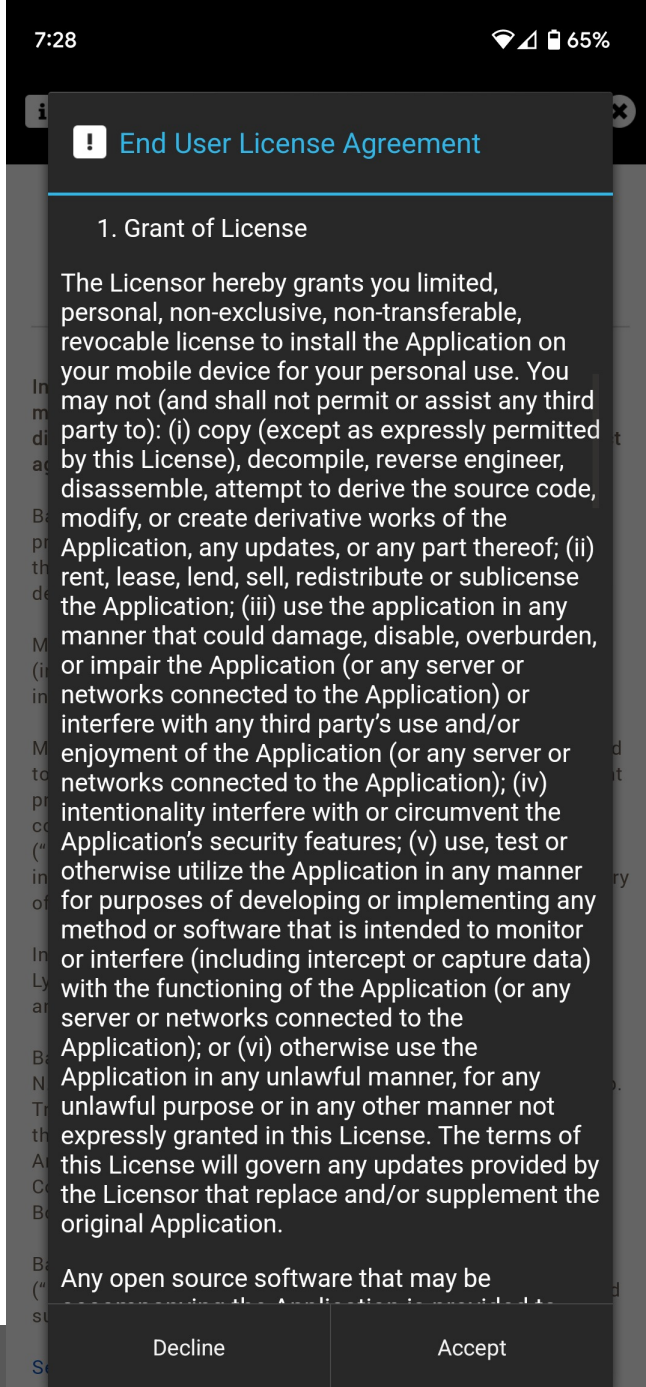 7:28
65%
End User License Agreement
1. Grant of License
The Licensor hereby grants you limited,
personal, non-exclusive, non-transferable,
revocable license to install the Application on
your mobile device for your personal use. You
may not (and shall not permit or assist any third
party to): (i) copy (except as expressly permitted
by this License), decompile, reverse engineer,
disassemble, attempt to derive the source code,
modify, or create derivative works of the
Application, any updates, or any part thereof; (ii)
rent, lease, lend, sell, redistribute or sublicense
the Application; (iii) use the application in any
manner that could damage, disable, overburden,
or impair the Application (or any server or
networks connected to the Application) or
interfere with any third party’s use and/or
enjoyment of the Application (or any server or
networks connected to the Application); (iv)
intentionality interfere with or circumvent the
Application’s security features; (v) use, test or
otherwise utilize the Application in any manner
for purposes of developing or implementing any
method or software that is intended to monitor
or interfere (including intercept or capture data)
with the functioning of the Application (or any
server or networks connected to the
Application); or (vi) otherwise use the
Application in any unlawful manner, for any
unlawful purpose or in any other manner not
expressly granted in this License. The terms of
this License will govern any updates provided by
the Licensor that replace and/or supplement the
original Application.
Any open source software that may be
Decline
Accept